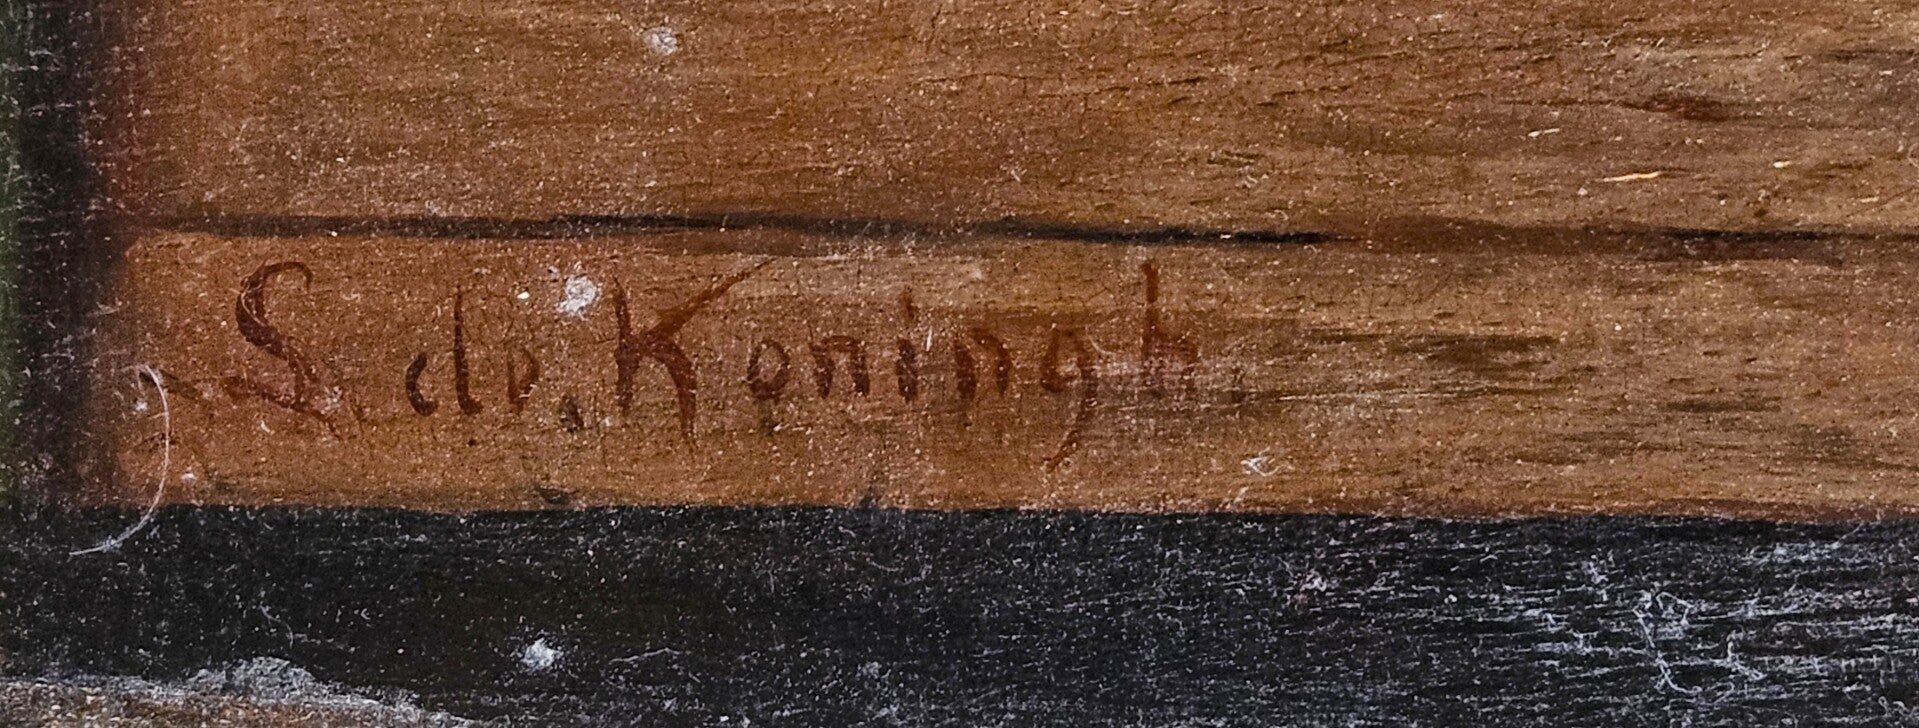 S. de Koningh.